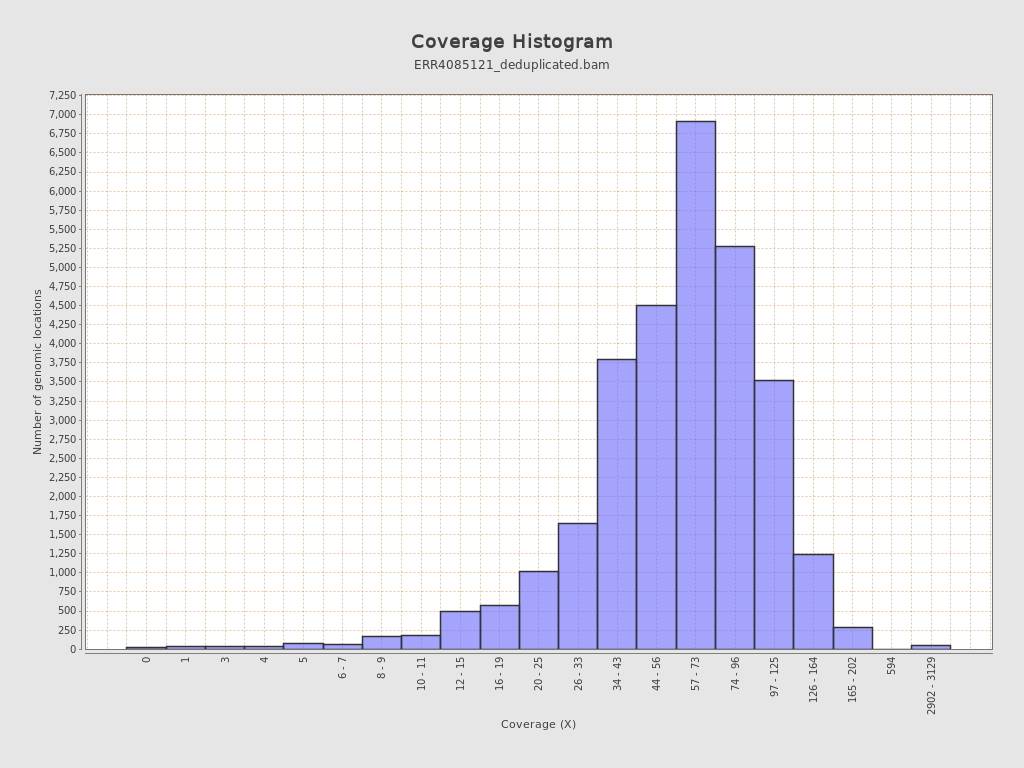 Coverage Histogram
ERR4085121_deduplicated.bam
Number of genomic locations
7,250
7,000
6,750
6,500
6,250
6,000
5,750
5,500
5,250
5,000
4,750
4,500
4,250
4,000
3,750
3,500
3,250
3,000
2,750
2,500
2,250
2,000
1,750
1,500
1,250
1,000
750
500
250
0
0
1
3
4
5
6 - 7
8 - 9
10 - 11
12 - 15
16 - 19
20 - 25
26 - 33
34 - 43
44 - 56
57 - 73
74 - 96
97 - 125
126 - 164
165 - 202
594
2902 - 3129
Coverage (X)